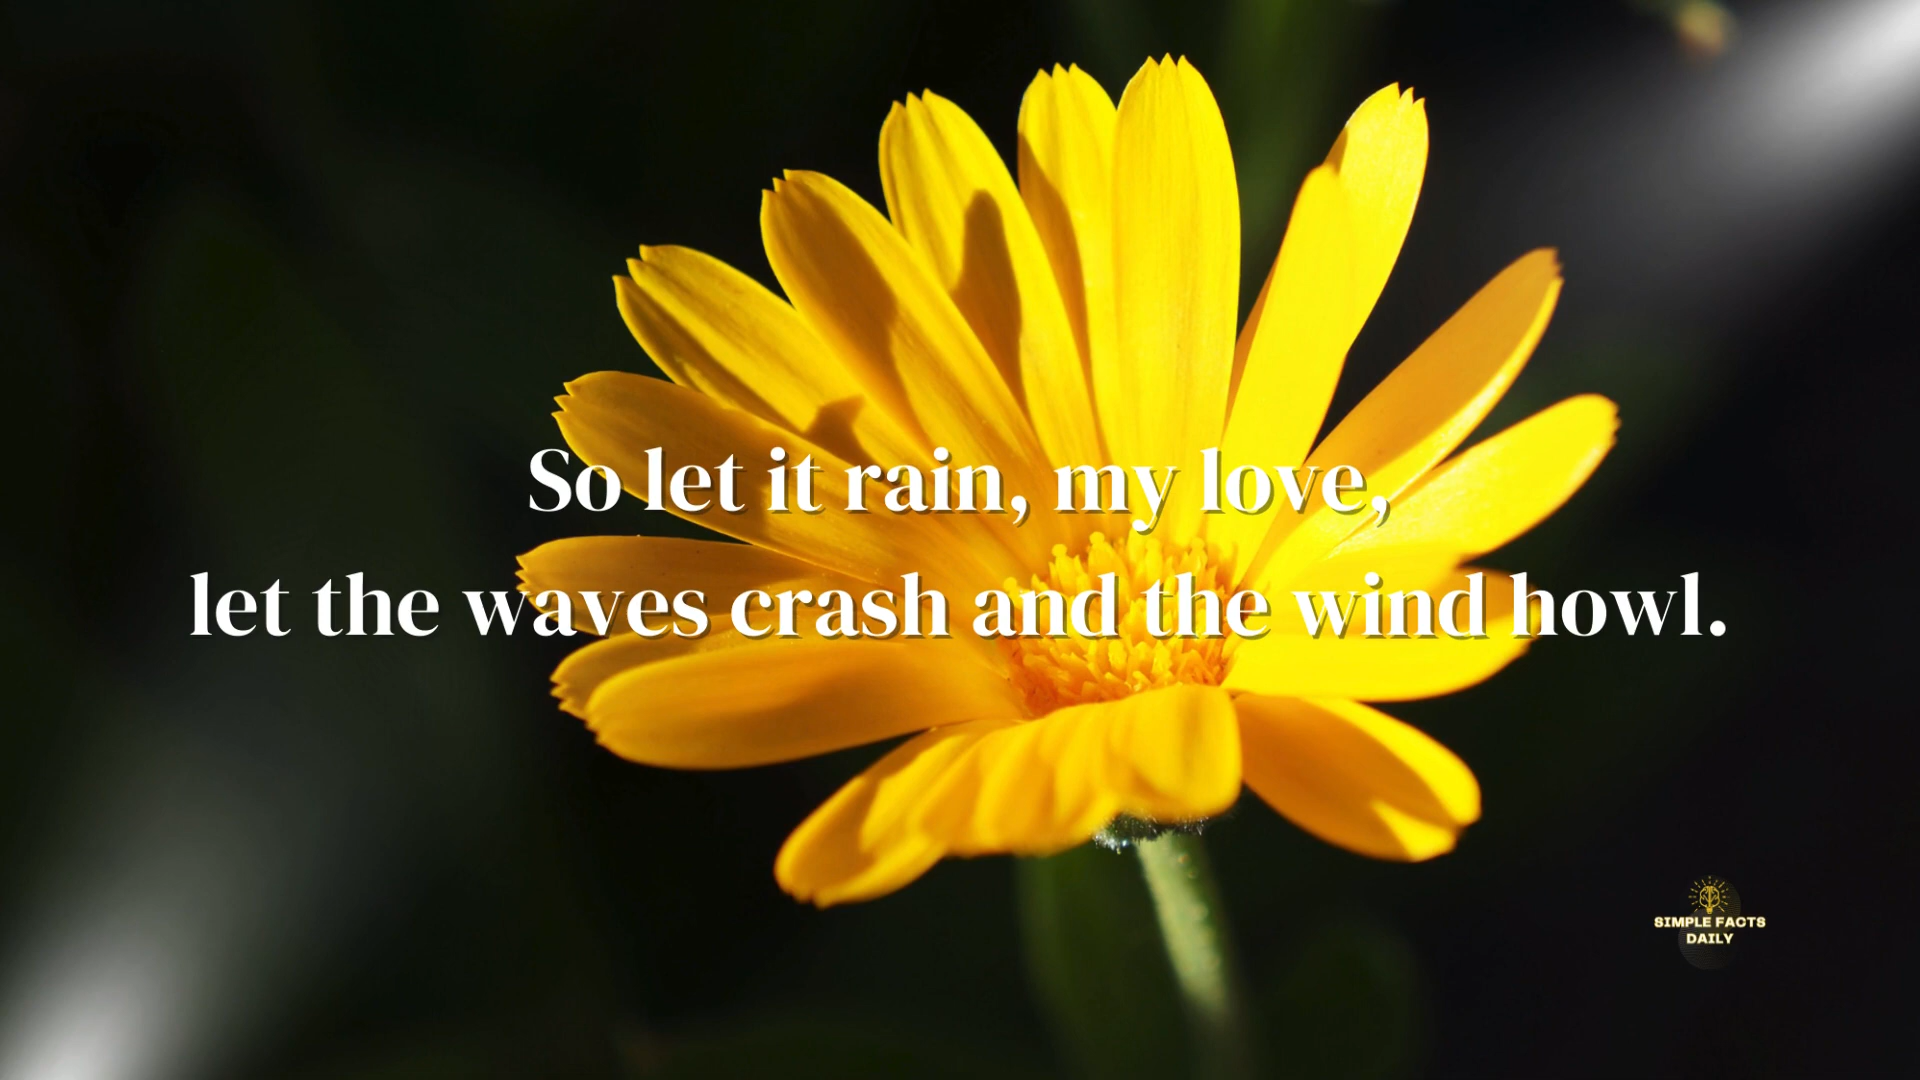 So let it rain, my love,
let the waves crash and the wind howl.
SIMPLE FACTS
DAILY